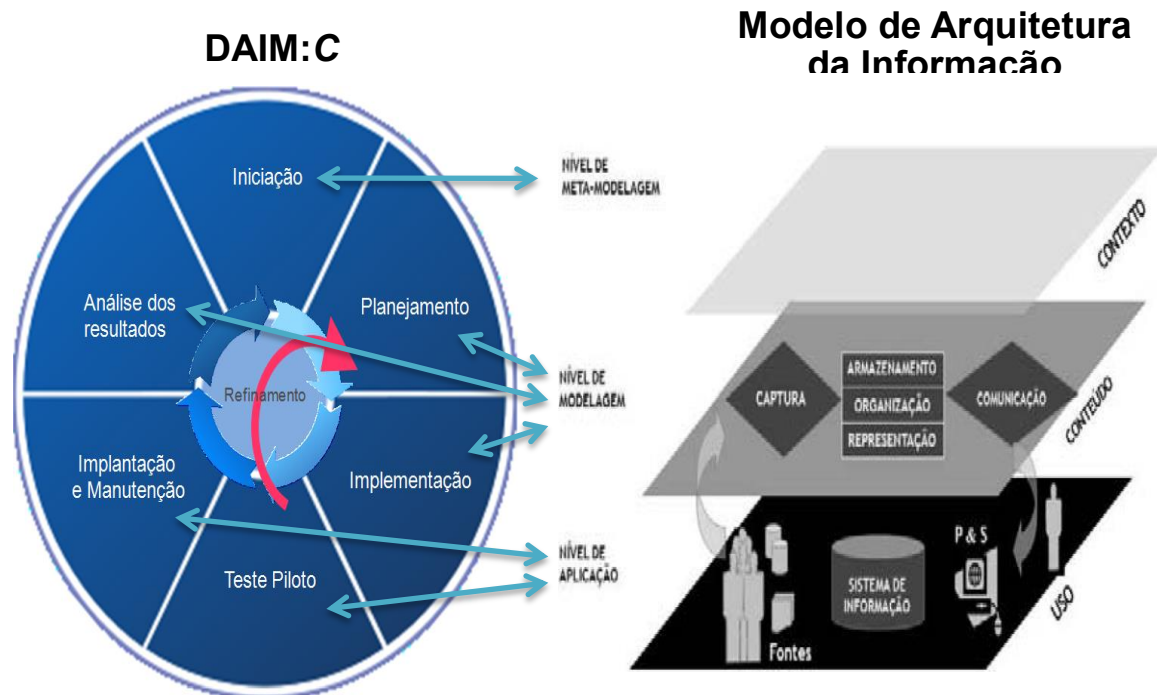 DAIM:C
Modelo de Arquitetura
da Informação
Iniciação
Análise dos
resultados
Planejamento
Refinamento
Implantação
e Manutenção
Implementação
Teste Piloto
NÍVEL DE
META-MODELAGEM
NÍVEL DE
MODELAGEM
NÍVEL DE
APLICAÇÃO
CONTEXTO
CAPTURA
ARMAZENAMENTO
ORGANIZAÇÃO
REPRESENTAÇÃO
COMUNICAÇÃO
CONTEÚDO
Fontes
SISTEMA DE
INFORMAÇÃO
P & S
USO